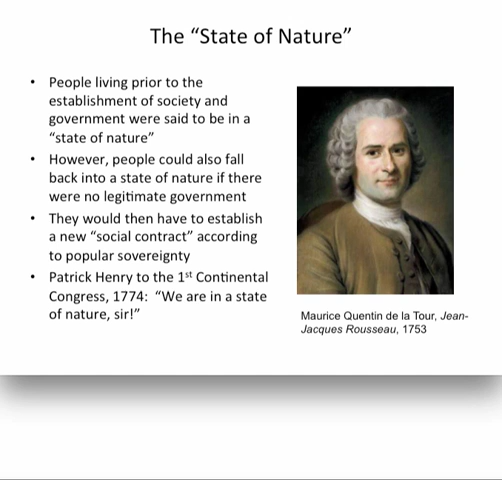 The “State of Nature”
• People living prior to the
establishment of society and
government were said to be in a
“state of nature”
• However, people could also fall
back into a state of nature if there
were no legitimate government
• They would then have to establish
a new “social contract” according
to popular sovereignty
• Patrick Henry to the 1st Continental
Congress, 1774: “We are in a state
of nature, sir!”
Maurice Quentin de la Tour, Jean-
Jacques Rousseau, 1753